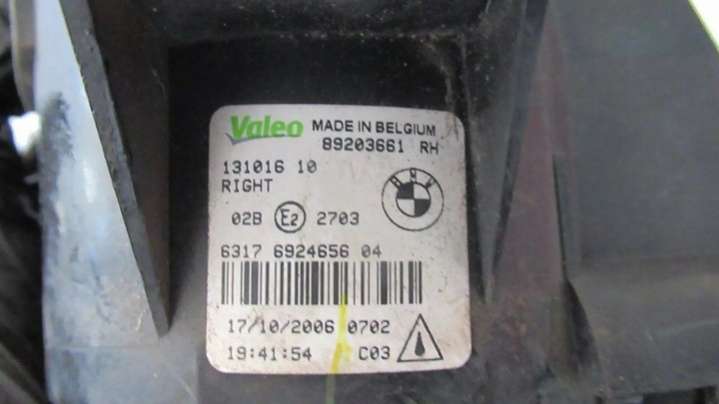 Valeo MADE IN BELGIUM
89203661 RH
131016 10
RIGHT
02B E2 2703
6317 6924656 04
17/10/2006 0702
19:41:54 C03